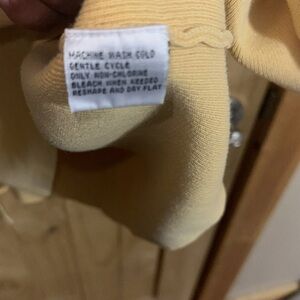 MACHINE WASH COLD
GENTLE CYCLE
ONLY NON-CHLORINE
BLEACH WHEN NEEDED
RESHAPE AND DRY FLAT